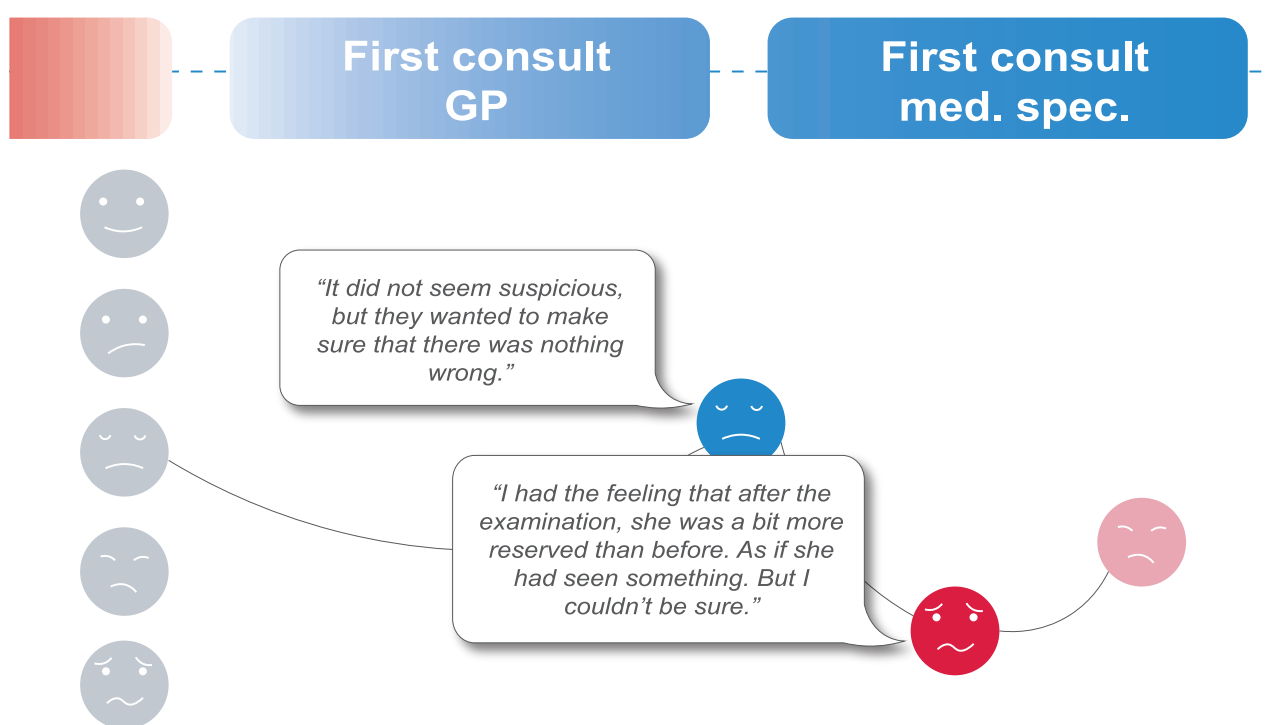 First consult
GP
First consult
med. spec.
“It did not seem suspicious,
but they wanted to make
sure that there was nothing
wrong.”
“I had the feeling that after the
examination, she was a bit more
reserved than before. As if she
had seen something. But I
couldn’t be sure.”